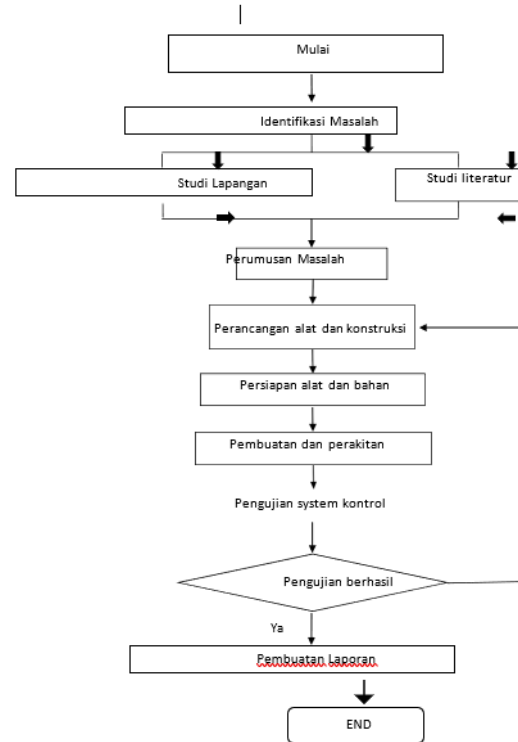 Mulai
Identifikasi Masalah
Studi Lapangan
Studi literatur
Perumusan Masalah
Perancangan alat dan konstruksi
Persiapan alat dan bahan
Pembuatan dan perakitan
Pengujian system kontrol
Pengujian berhasil
Ya
Pembuatan Laporan
END